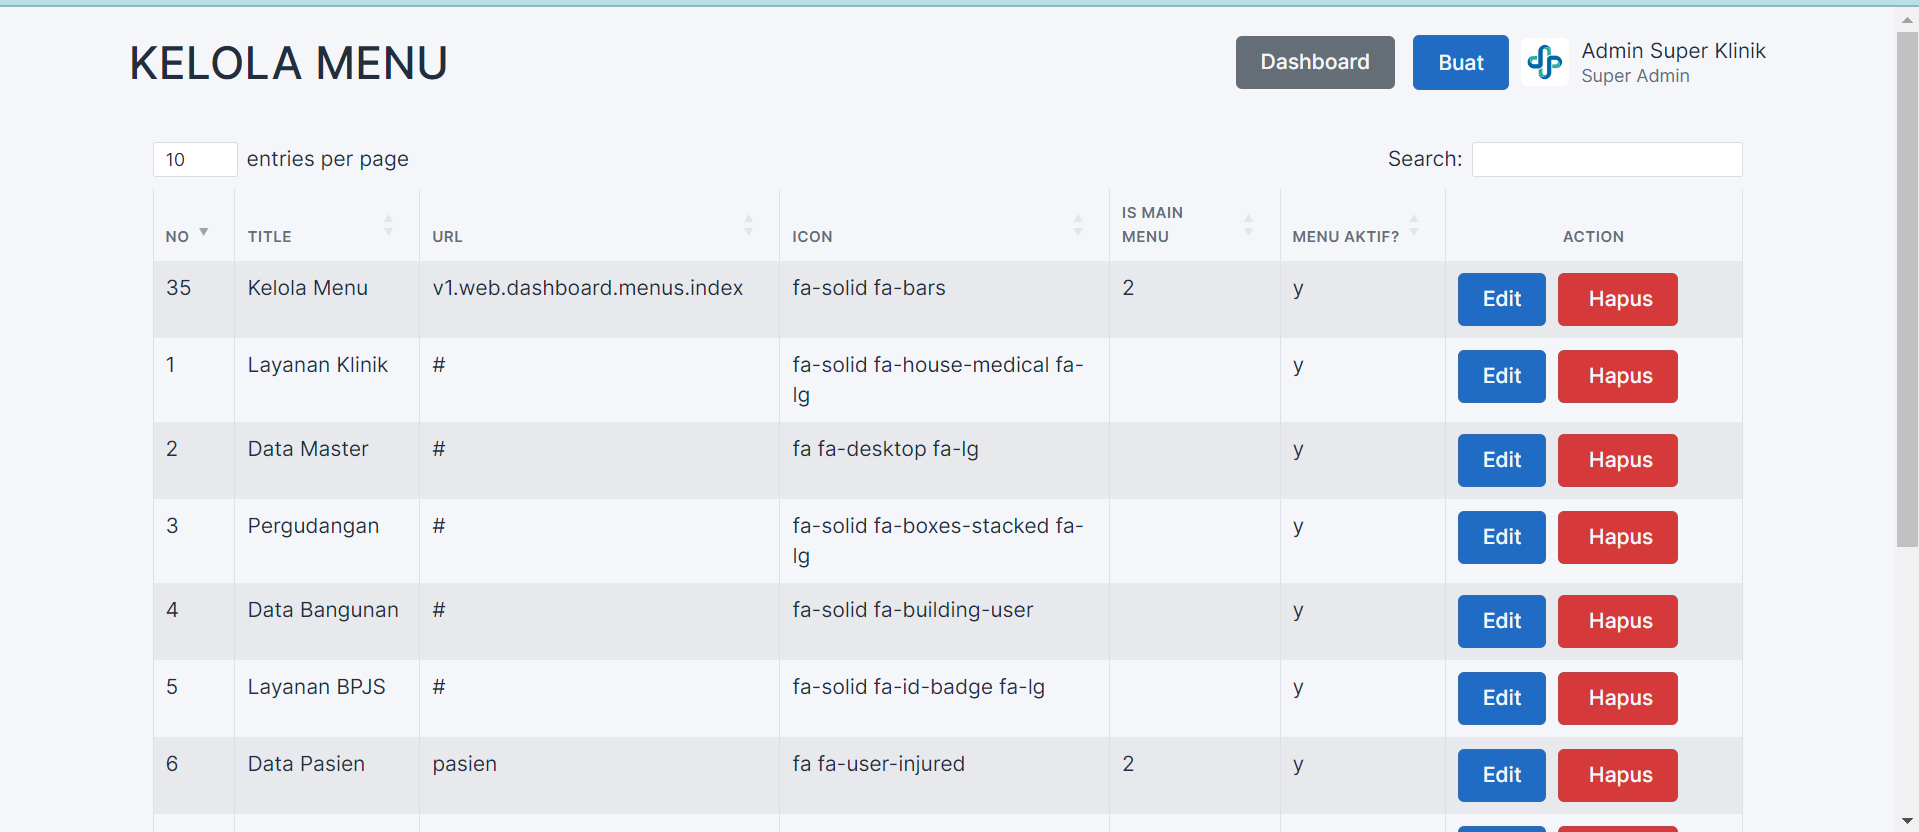 KELOLA MENU
Dashboard
Buat
Admin Super Klinik
Super Admin
10 entries per page
Search:
NO TITLE URL ICON IS MAIN MENU MENU AKTIF? ACTION
35 Kelola Menu v1.web.dashboard.menus.index fa-solid fa-bars 2 y Edit Hapus
1 Layanan Klinik # fa-solid fa-house-medical fa-lg y Edit Hapus
2 Data Master # fa fa-desktop fa-lg y Edit Hapus
3 Pergudangan # fa-solid fa-boxes-stacked fa-lg y Edit Hapus
4 Data Bangunan # fa-solid fa-building-user y Edit Hapus
5 Layanan BPJS # fa-solid fa-id-badge fa-lg y Edit Hapus
6 Data Pasien pasien fa fa-user-injured 2 y Edit Hapus